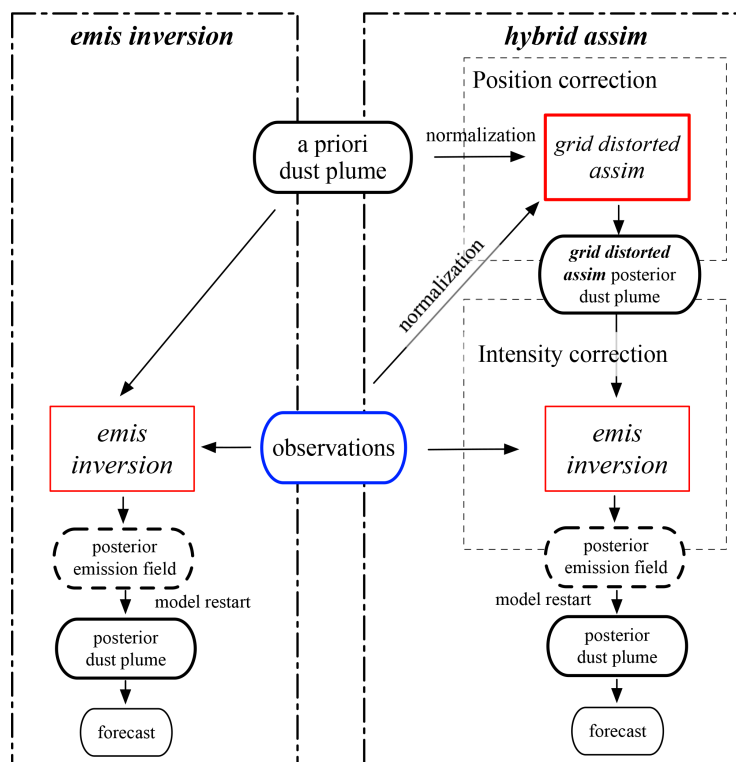 emis inversion
hybrid assim
Position correction
a priori
dust plume
normalization
grid distorted
assim
normalization
grid distorted
assim posterior
dust plume
Intensity correction
emis
inversion
observations
emis
inversion
posterior
emission field
model restart
posterior
dust plume
forecast
posterior
emission field
model restart
posterior
dust plume
forecast